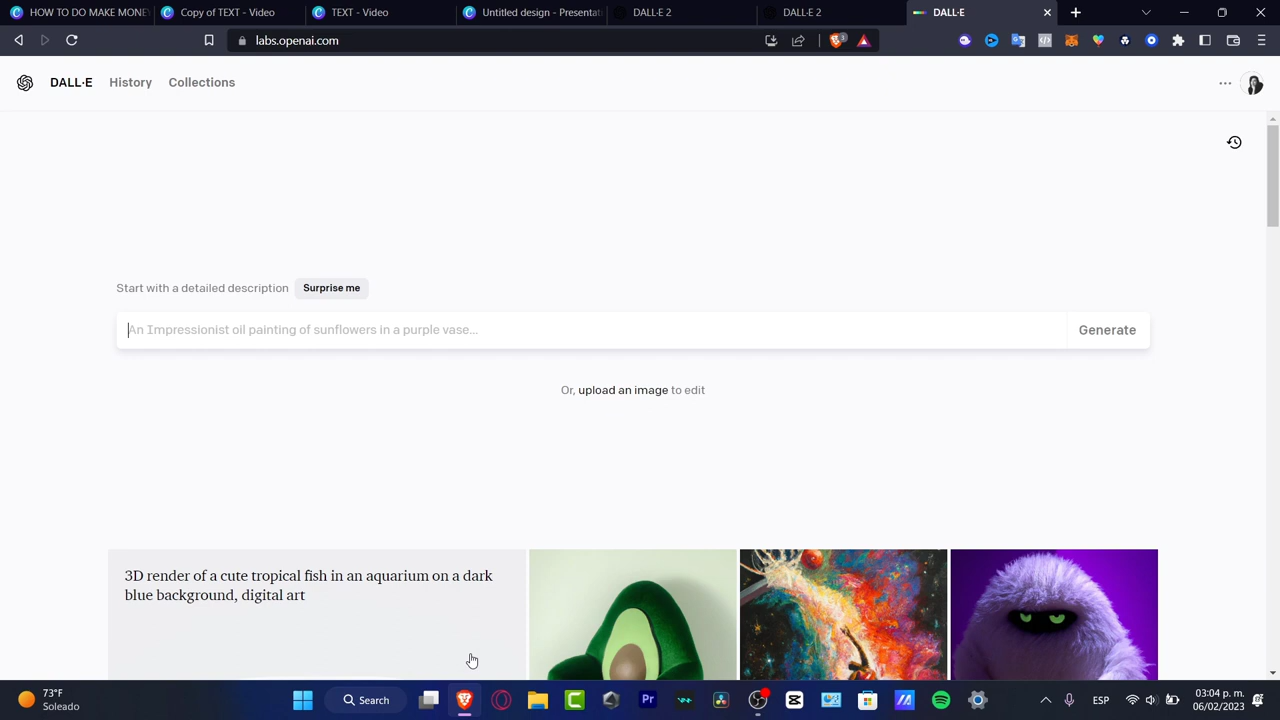 HOW TO DO MAKE MONEY
Copy of TEXT - Video
TEXT - Video
Untitled design - Presentat
DALL·E 2
DALL·E 2
DALL·E
labs.openai.com
3
DALL·E
History
Collections
Start with a detailed description
Surprise me
An Impressionist oil painting of sunflowers in a purple vase...
Generate
Or, upload an image to edit
3D render of a cute tropical fish in an aquarium on a dark
blue background, digital art
73°F
Soleado
Search
Pr
ESP
03:04 p. m.
06/02/2023